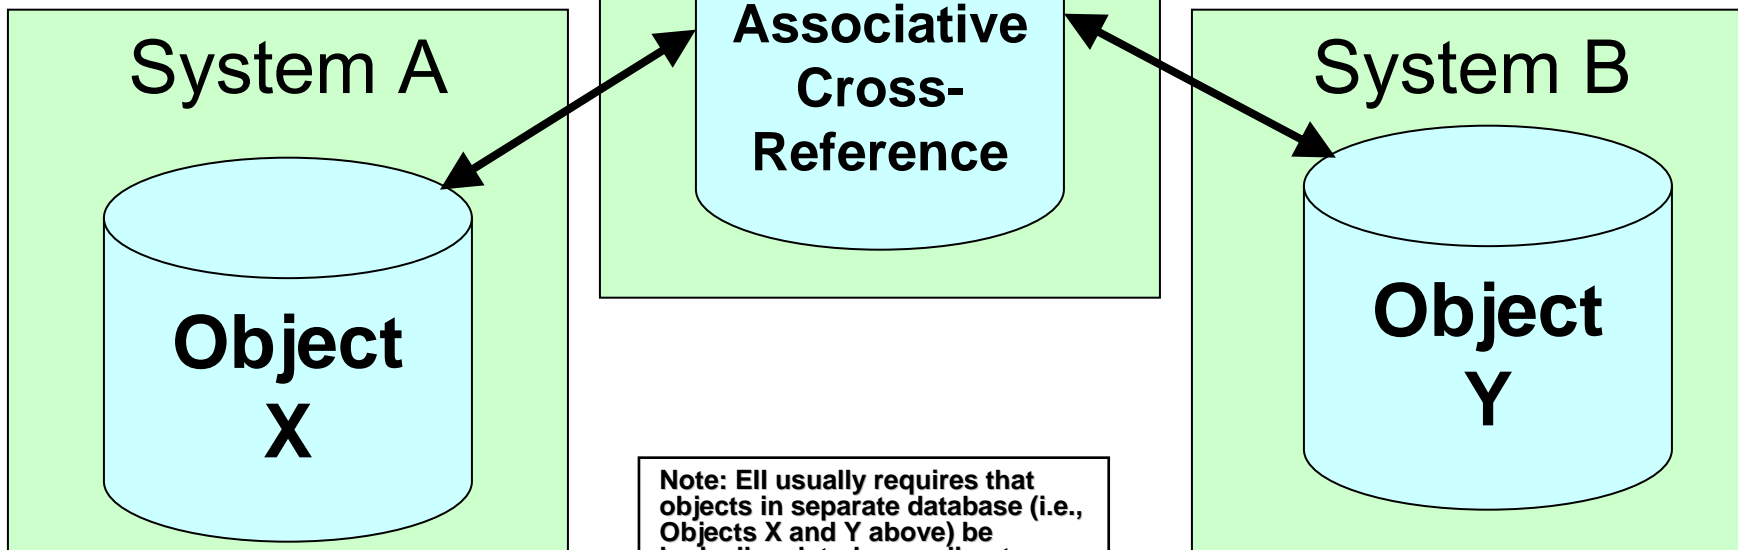 System A
Associative
Cross-
Reference
System B
Object
X
Object
Y
Note: EII usually requires that
objects in separate database (i.e.,
Objects X and Y above) be